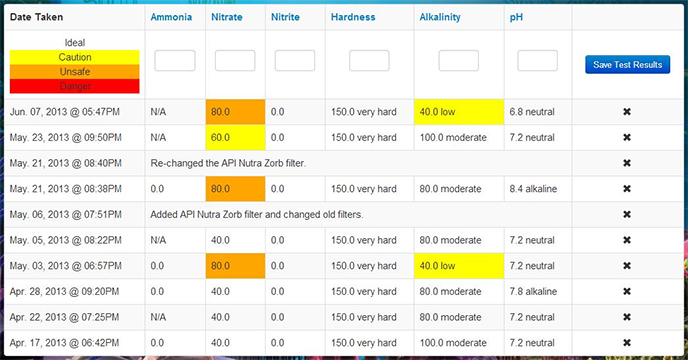 Date Taken Ammonia Nitrate Nitrite Hardness Alkalinity pH
Ideal
Caution
Unsafe
Danger
Save Test Results
Jun. 07, 2013 @ 05:47PM N/A 80.0 0.0 150.0 very hard 40.0 low 6.8 neutral ✖
May. 23, 2013 @ 09:50PM N/A 60.0 0.0 150.0 very hard 100.0 moderate 7.2 neutral ✖
May. 21, 2013 @ 08:40PM Re-changed the API Nutra Zorb filter. ✖
May. 21, 2013 @ 08:38PM 0.0 80.0 0.0 150.0 very hard 80.0 moderate 8.4 alkaline ✖
May. 06, 2013 @ 07:51PM Added API Nutra Zorb filter and changed old filters. ✖
May. 05, 2013 @ 08:22PM N/A 40.0 0.0 150.0 very hard 80.0 moderate 7.2 neutral ✖
May. 03, 2013 @ 06:57PM 0.0 80.0 0.0 150.0 very hard 40.0 low 7.2 neutral ✖
Apr. 28, 2013 @ 09:20PM 0.0 40.0 0.0 150.0 very hard 80.0 moderate 7.8 alkaline ✖
Apr. 22, 2013 @ 07:25PM N/A 40.0 0.0 150.0 very hard 80.0 moderate 7.2 neutral ✖
Apr. 17, 2013 @ 06:42PM 0.0 40.0 0.0 150.0 very hard 100.0 moderate 7.2 neutral ✖